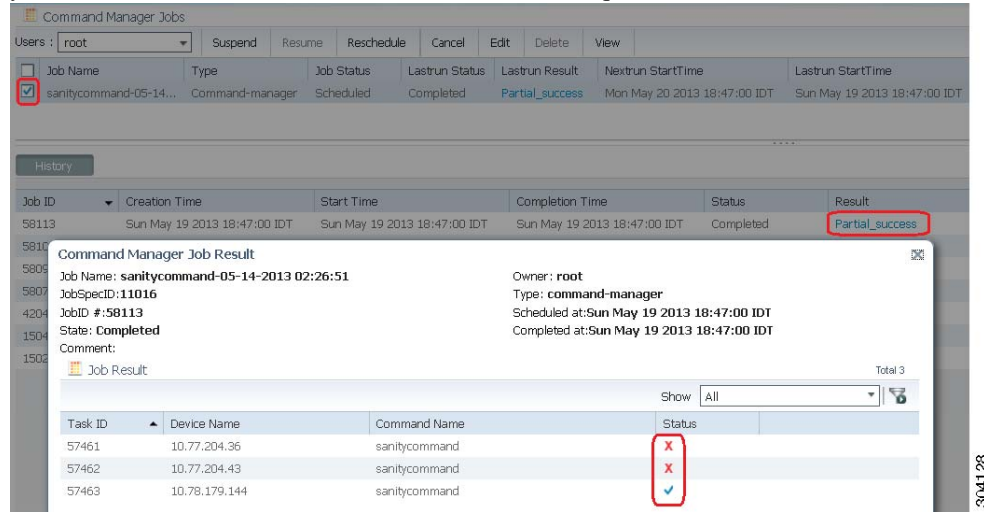 Command Manager Jobs
Users : root Suspend Resume Reschedule Cancel Edit Delete View
Job Name Type Job Status Lastrun Status Lastrun Result Nextrun StartTime Lastrun StartTime
sanitycommand-05-14... Command-manager Scheduled Completed Partial_success Mon May 20 2013 18:47:00 IDT Sun May 19 2013 18:47:00 IDT
History
Job ID Creation Time Start Time Completion Time Status Result
58113 Sun May 19 2013 18:47:00 IDT Sun May 19 2013 18:47:00 IDT Sun May 19 2013 18:47:00 IDT Completed Partial_success
5810
5809
5807
4204
1504
1502
Command Manager Job Result
Job Name: sanitycommand-05-14-2013 02:26:51 Owner: root
JobSpecID:11016 Type: command-manager
JobID #:58113 Scheduled at:Sun May 19 2013 18:47:00 IDT
State: Completed Completed at:Sun May 19 2013 18:47:00 IDT
Comment:
Job Result Total 3
Show All
Task ID Device Name Command Name Status
57461 10.77.204.36 sanitycommand X
57462 10.77.204.43 sanitycommand X
57463 10.78.179.144 sanitycommand ✓
304128